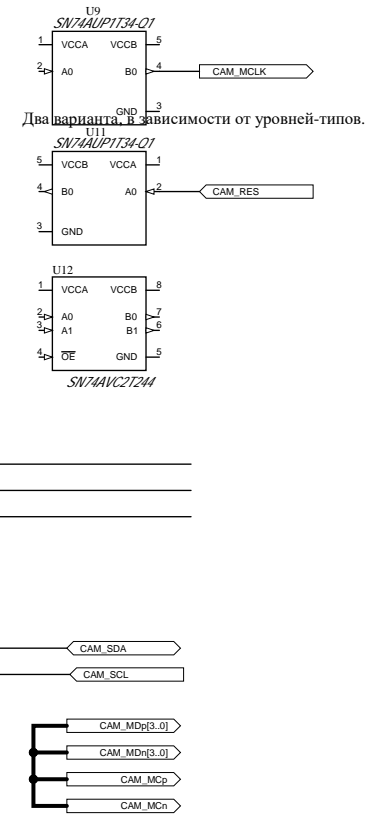 U9
SN74AUP1T34-Q1
1 VCCA VCCB 5
2 A0 B0 4 CAM_MCLK
GND 3
Два варианта, в зависимости от уровней-типов.
U11
SN74AUP1T34-Q1
5 VCCB VCCA 1
4 B0 A0 2 CAM_RES
3 GND
U12
1 VCCA VCCB 8
2 A0 B0 7
3 A1 B1 6
4 OE GND 5
SN74AVC2T244
CAM_SDA
CAM_SCL
CAM_MDp[3..0]
CAM_MDn[3..0]
CAM_MCp
CAM_MCn